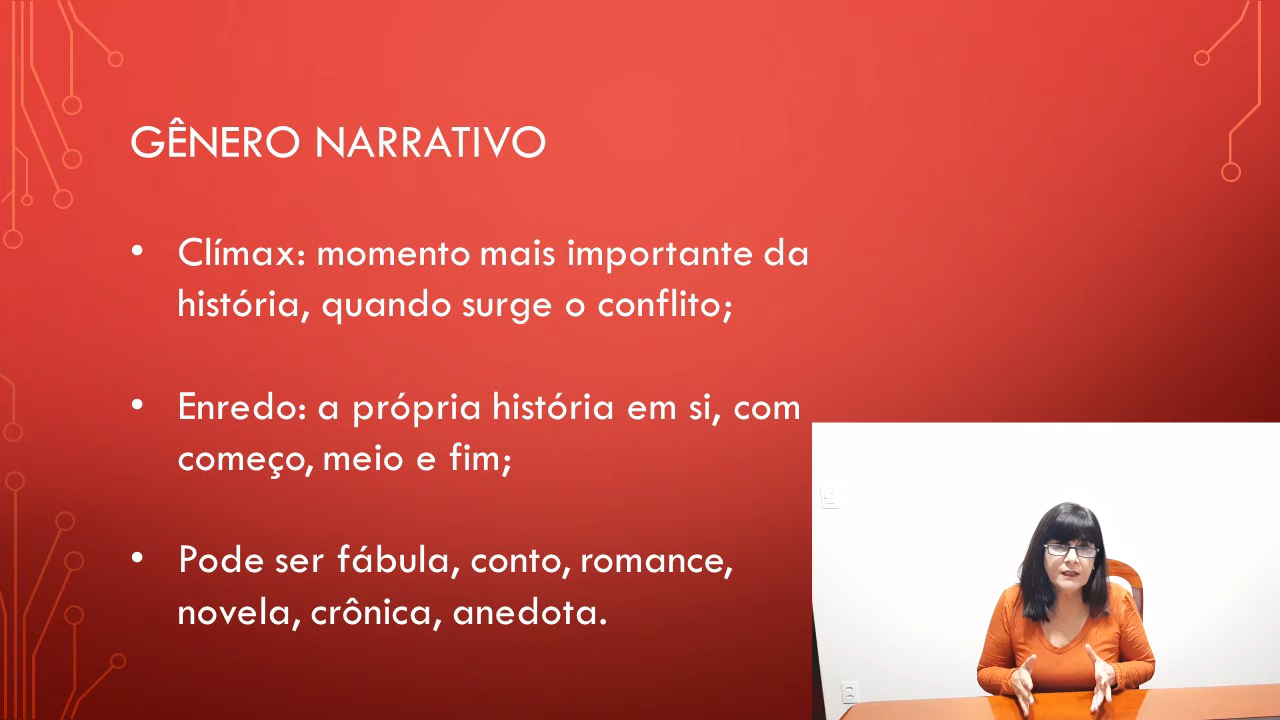 GÊNERO NARRATIVO
• Clímax: momento mais importante da
história, quando surge o conflito;
• Enredo: a própria história em si, com
começo, meio e fim;
• Pode ser fábula, conto, romance,
novela, crônica, anedota.